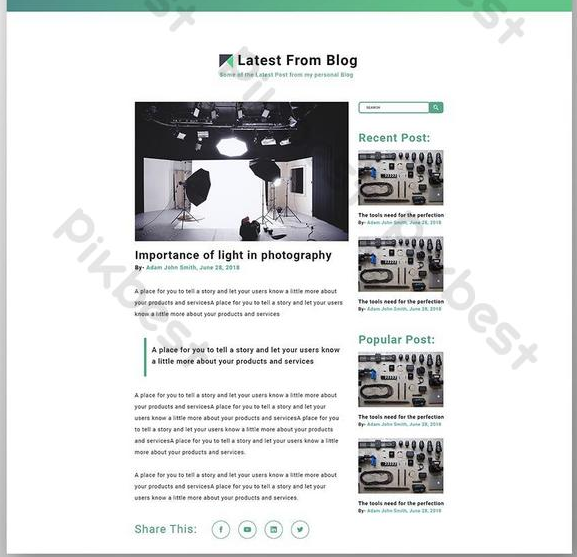 Latest From Blog
Some of the Latest Post from my personal Blog
Importance of light in photography
By- Adam John Smith, June 28, 2018
A place for you to tell a story and let your users know a little more about
your products and servicesA place for you to tell a story and let your users
know a little more about your products and services
A place for you to tell a story and let your users know
a little more about your products and services
A place for you to tell a story and let your users know a little more about
your products and servicesA place for you to tell a story and let your
users know a little more about your products and servicesA place for you
to tell a story and let your users know a little more about your products
and servicesA place for you to tell a story and let your users know a little
more about your products and services.
A place for you to tell a story and let your users know a little more about
your products and servicesA place for you to tell a story and let your
users know a little more about your products and services.
Share This:
SEARCH
Recent Post:
The tools need for the perfection
By- Adam John Smith, June 28, 2018
The tools need for the perfection
By- Adam John Smith, June 28, 2018
Popular Post:
The tools need for the perfection
By- Adam John Smith, June 28, 2018
The tools need for the perfection
By- Adam John Smith, June 28, 2018
pikbest
pikbest
pikbest